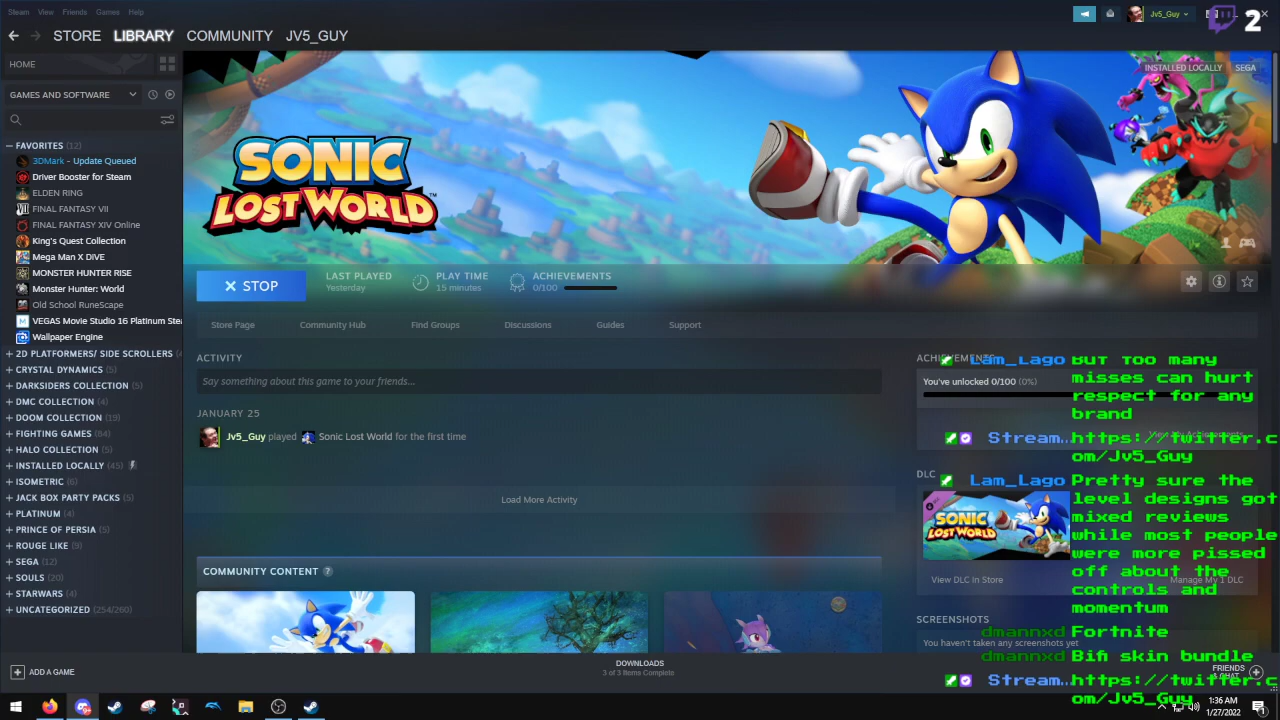 Steam View Friends Games Help
Jv5_Guy
2
STORE LIBRARY COMMUNITY JV5_GUY
HOME
INSTALLED LOCALLY SEGA
GAMES AND SOFTWARE
FAVORITES (12)
3DMark - Update Queued
Driver Booster for Steam
ELDEN RING
FINAL FANTASY VII
FINAL FANTASY XIV Online
King's Quest Collection
Mega Man X DIVE
MONSTER HUNTER RISE
Monster Hunter: World
Old School RuneScape
VEGAS Movie Studio 16 Platinum Stea
Wallpaper Engine
2D PLATFORMERS/ SIDE SCROLLERS
CRYSTAL DYNAMICS (5)
DARKSIDERS COLLECTION (5)
DMC COLLECTION (4)
DOOM COLLECTION (19)
FIGHTING GAMES (64)
HALO COLLECTION (5)
INSTALLED LOCALLY (45)
ISOMETRIC (6)
JACK BOX PARTY PACKS (5)
PLATINUM (4)
PRINCE OF PERSIA (5)
ROUGE LIKE (9)
SEGA (12)
SOULS (20)
STARWARS (4)
UNCATEGORIZED (254/260)
ADD A GAME
SONIC
LOST WORLD™
STOP
LAST PLAYED
Yesterday
PLAY TIME
15 minutes
ACHIEVEMENTS
0/100
Store Page Community Hub Find Groups Discussions Guides Support
ACTIVITY
Say something about this game to your friends...
JANUARY 25
Jv5_Guy played Sonic Lost World for the first time
Load More Activity
COMMUNITY CONTENT ?
DOWNLOADS
3 of 3 Items Complete
ACHIEVEMENTS
You've unlocked 0/100 (0%)
View My Achievements
DLC
SONIC
LOST WORLD
View DLC In Store
Manage My 1 DLC
SCREENSHOTS
You haven't taken any screenshots yet
FRIENDS
& CHAT
Lam_Lago But too many
misses can hurt
respect for any
brand
Stream... https://twitter.c
om/Jv5_Guy
Lam_Lago Pretty sure the
level designs got
mixed reviews
while most people
were more pissed
off about the
controls and
momentum
dmannxd Fortnite
dmannxd Bifi skin bundle
Stream... https://twitter.c
om/Jv5_Guy
1:36 AM
1/27/2022
1